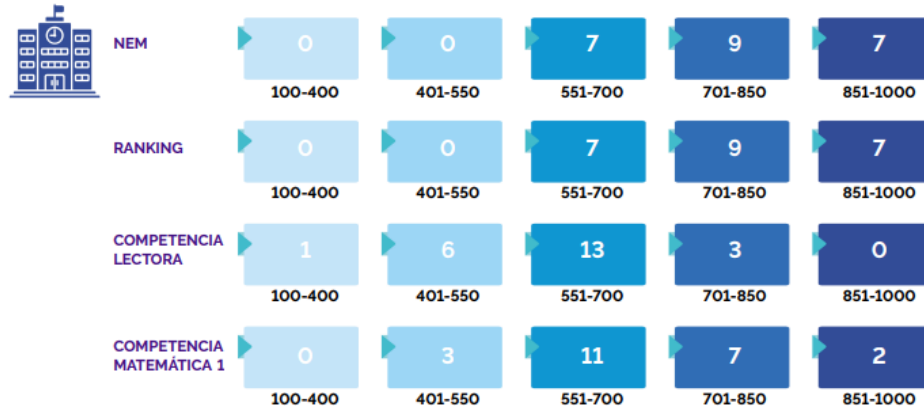 NEM
0 0 7 9 7
100-400 401-550 551-700 701-850 851-1000
RANKING
0 0 7 9 7
100-400 401-550 551-700 701-850 851-1000
COMPETENCIA
LECTORA
1 6 13 3 0
100-400 401-550 551-700 701-850 851-1000
COMPETENCIA
MATEMÁTICA 1
0 3 11 7 2
100-400 401-550 551-700 701-850 851-1000